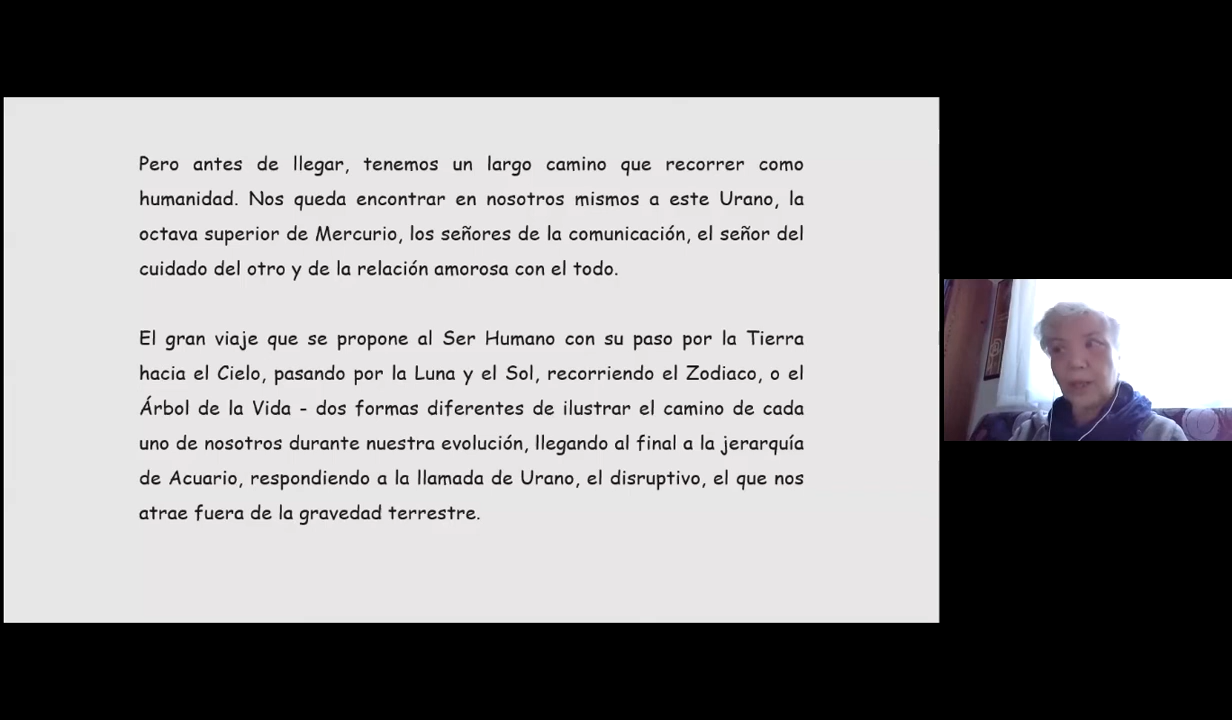 Pero antes de llegar, tenemos un largo camino que recorrer como
humanidad. Nos queda encontrar en nosotros mismos a este Urano, la
octava superior de Mercurio, los señores de la comunicación, el señor del
cuidado del otro y de la relación amorosa con el todo.
El gran viaje que se propone al Ser Humano con su paso por la Tierra
hacia el Cielo, pasando por la Luna y el Sol, recorriendo el Zodiaco, o el
Árbol de la Vida - dos formas diferentes de ilustrar el camino de cada
uno de nosotros durante nuestra evolución, llegando al final a la jerarquía
de Acuario, respondiendo a la llamada de Urano, el disruptivo, el que nos
atrae fuera de la gravedad terrestre.